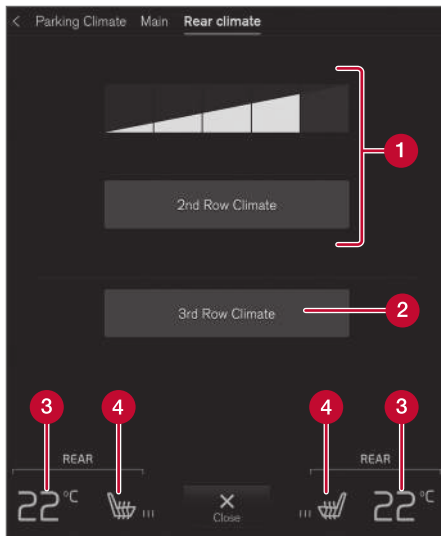 < Parking Climate Main Rear climate
1
2nd Row Climate
2
3rd Row Climate
3 4 4 3
REAR REAR
22°C 22°C
Close